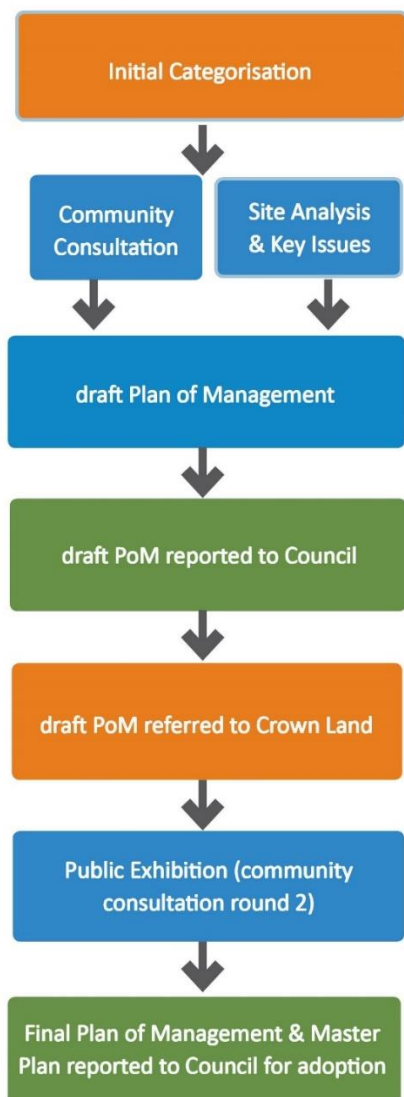 Initial Categorisation
Community
Consultation
Site Analysis
& Key Issues
draft Plan of Management
draft PoM reported to Council
draft PoM referred to Crown Land
Public Exhibition (community
consultation round 2)
Final Plan of Management & Master
Plan reported to Council for adoption